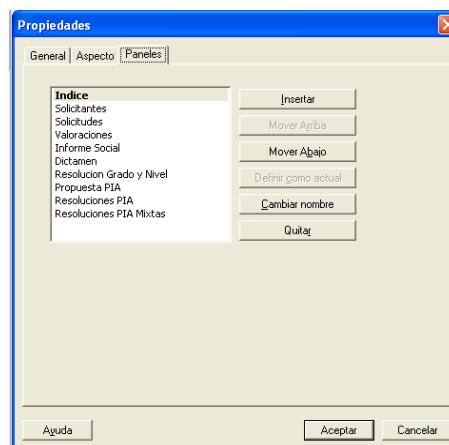 Propiedades
General Aspecto Paneles
Indice
Solicitantes
Solicitudes
Valoraciones
Informe Social
Dictamen
Resolucion Grado y Nivel
Propuesta PIA
Resoluciones PIA
Resoluciones PIA Mixtas
Insertar
Mover Arriba
Mover Abajo
Definir como actual
Cambiar nombre
Quitar
Ayuda Aceptar Cancelar